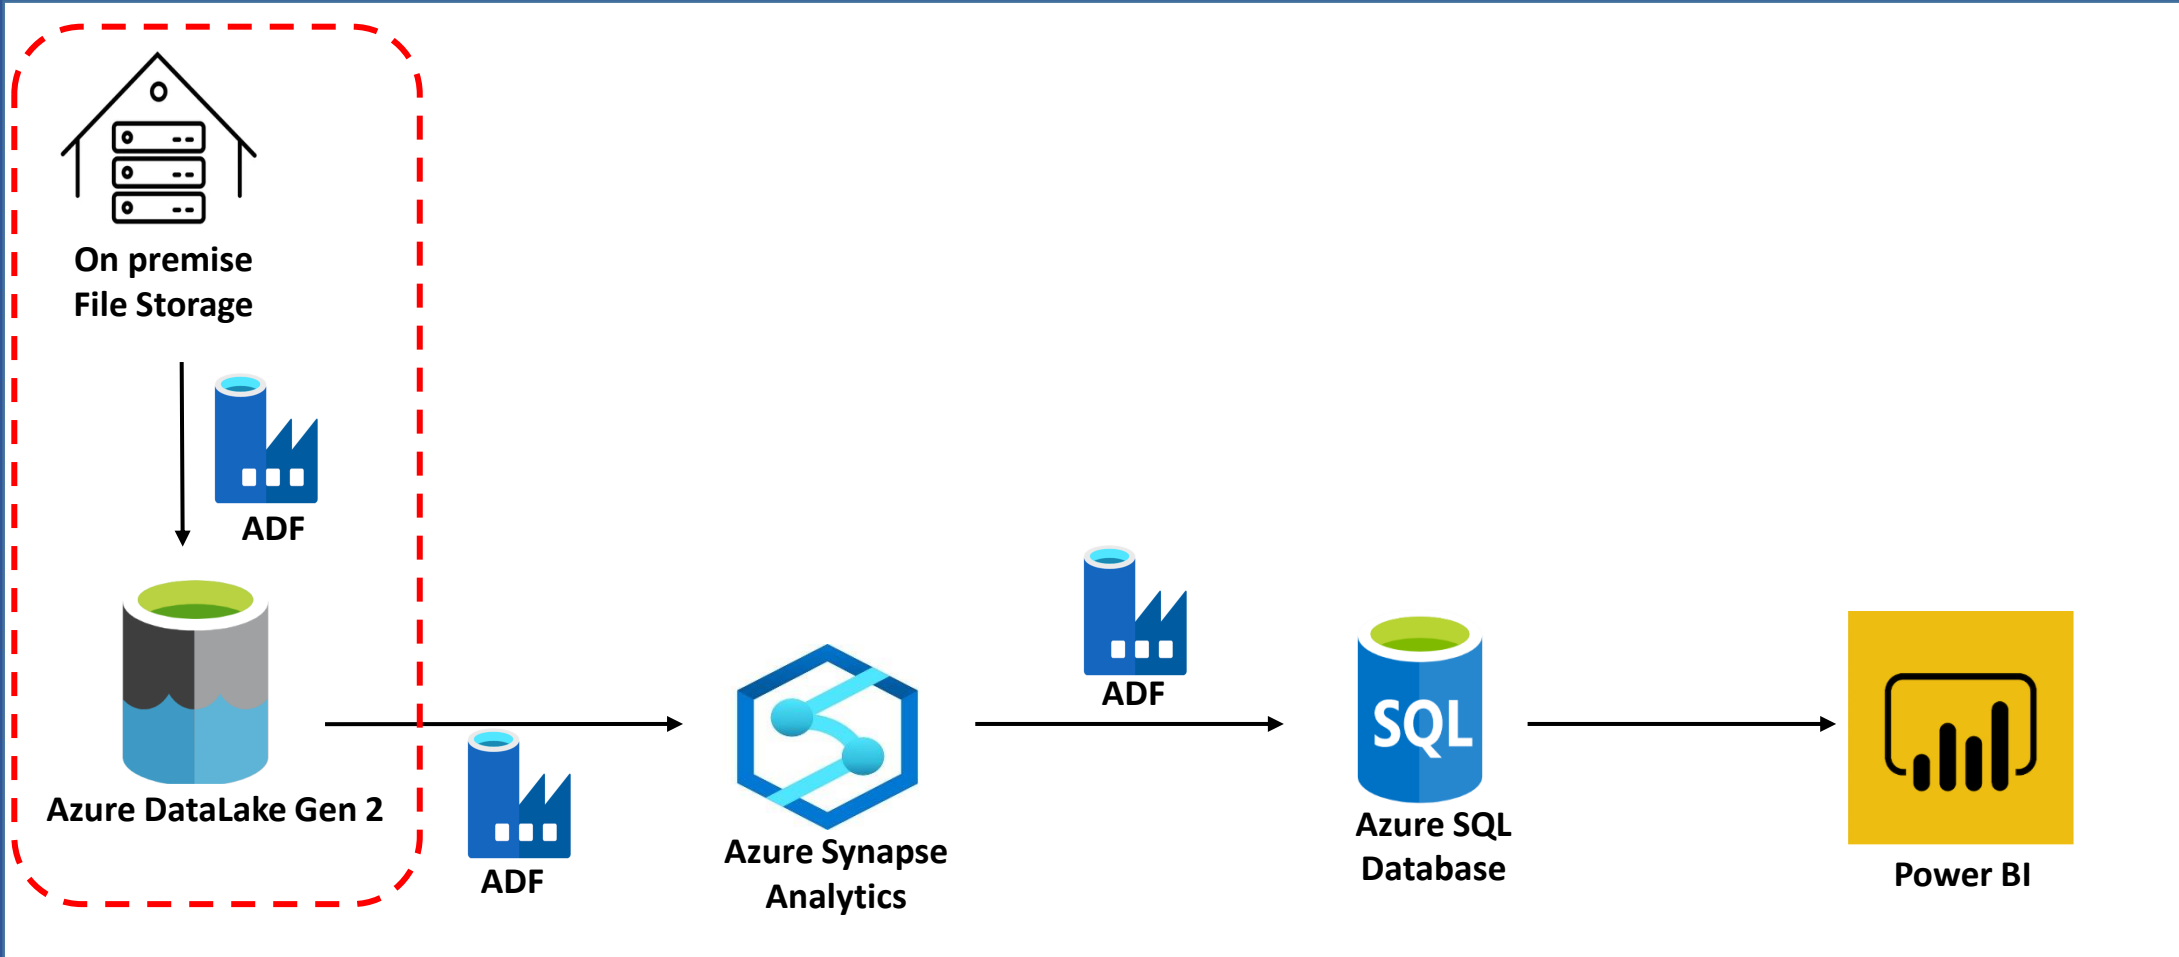 On premise
File Storage
ADF
Azure DataLake Gen 2
ADF
Azure Synapse
Analytics
ADF
SQL
Azure SQL
Database
Power BI